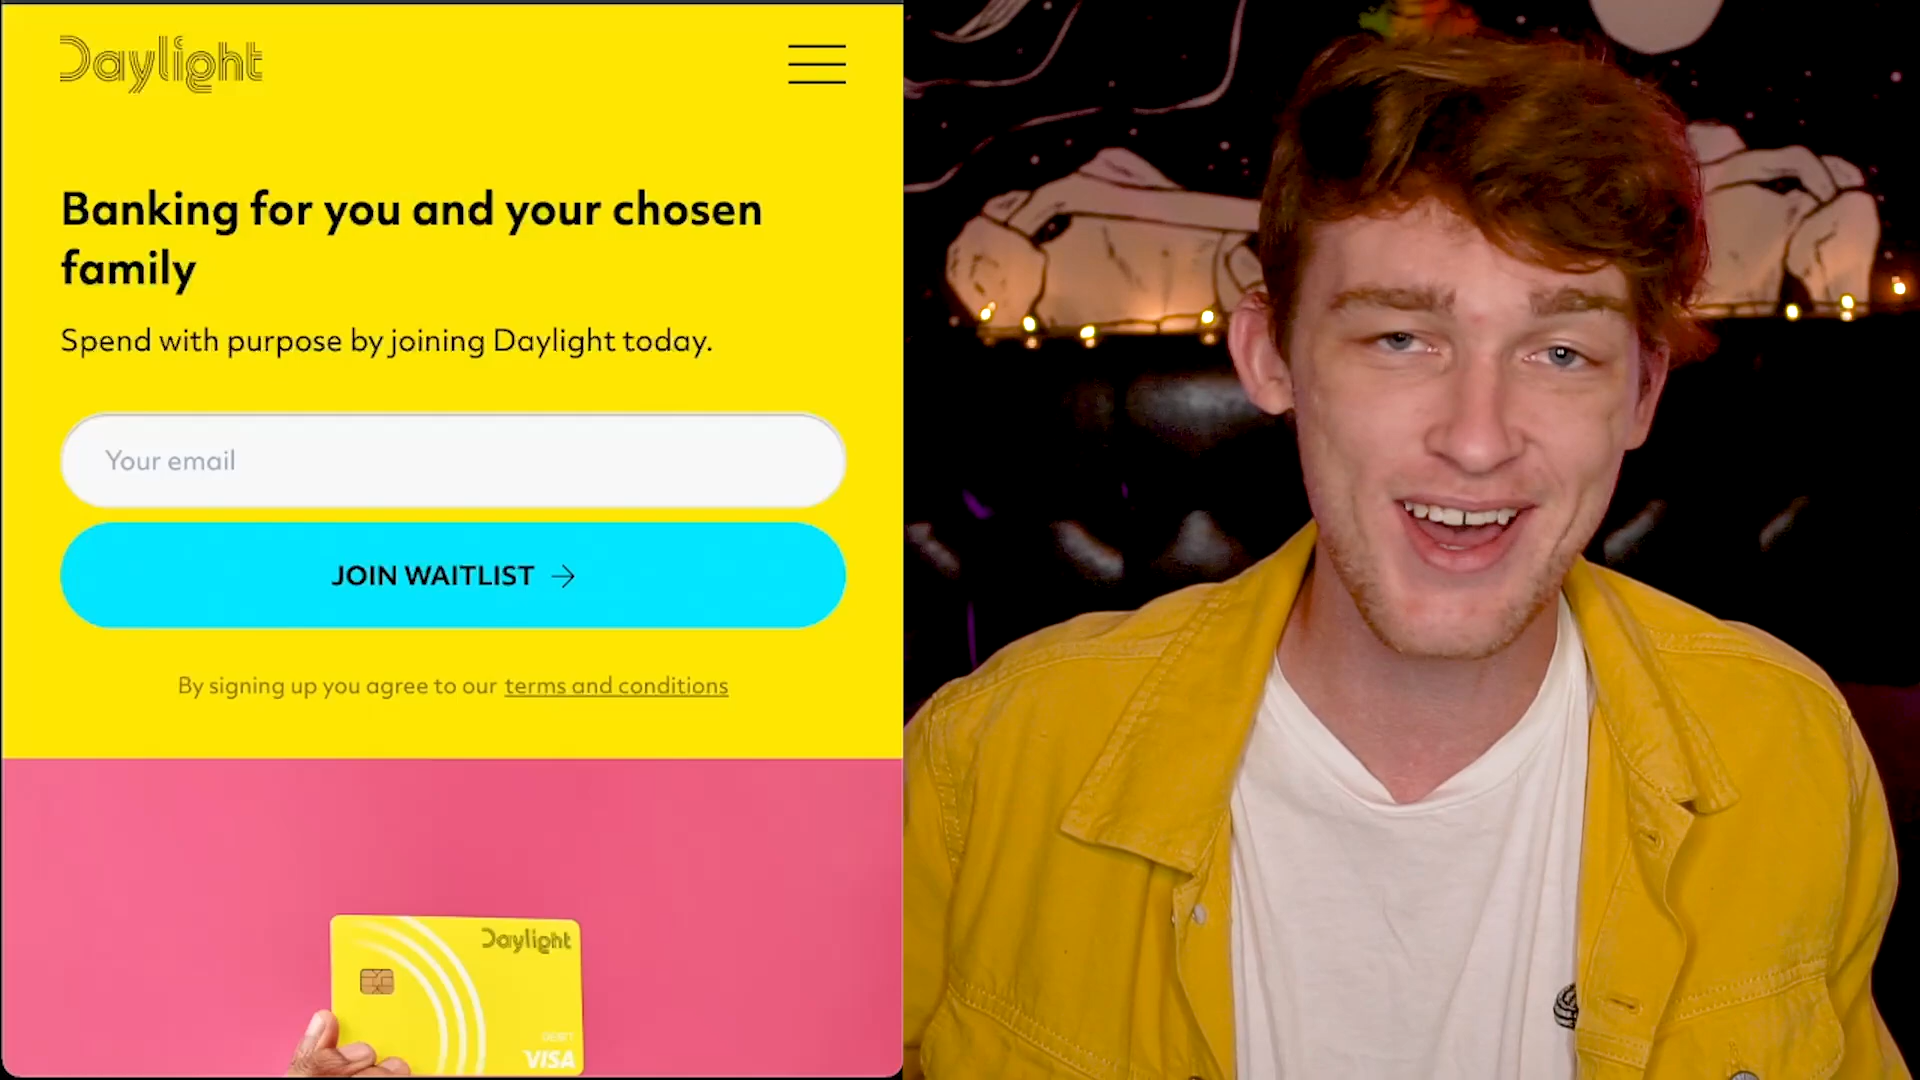 Daylight
Banking for you and your chosen
family
Spend with purpose by joining Daylight today.
Your email
JOIN WAITLIST →
By signing up you agree to our terms and conditions
Daylight
DEBIT
VISA